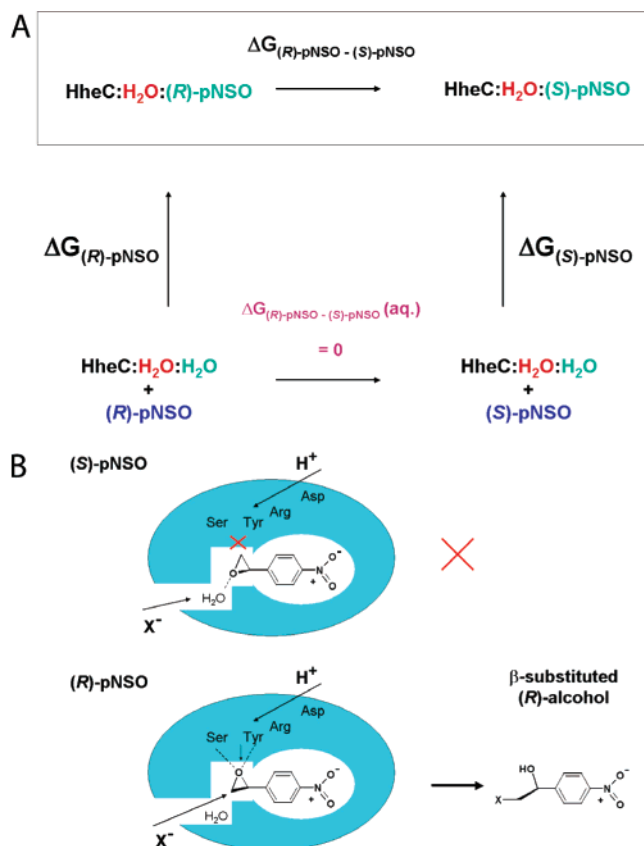 A
ΔG(R)-pNSO - (S)-pNSO
HheC:H₂O:(R)-pNSO
HheC:H₂O:(S)-pNSO
ΔG(R)-pNSO
ΔG(S)-pNSO
ΔG(R)-pNSO - (S)-pNSO (aq.)
= 0
HheC:H₂O:H₂O
+
(R)-pNSO
HheC:H₂O:H₂O
+
(S)-pNSO
B
(S)-pNSO
H⁺
Asp
Arg
Ser Tyr
O
N⁺
O⁻
O
H₂O
X⁻
(R)-pNSO
H⁺
Asp
Arg
Ser Tyr
O
N⁺
O⁻
O
H₂O
X⁻
β-substituted
(R)-alcohol
HO
X
N⁺
O⁻
O